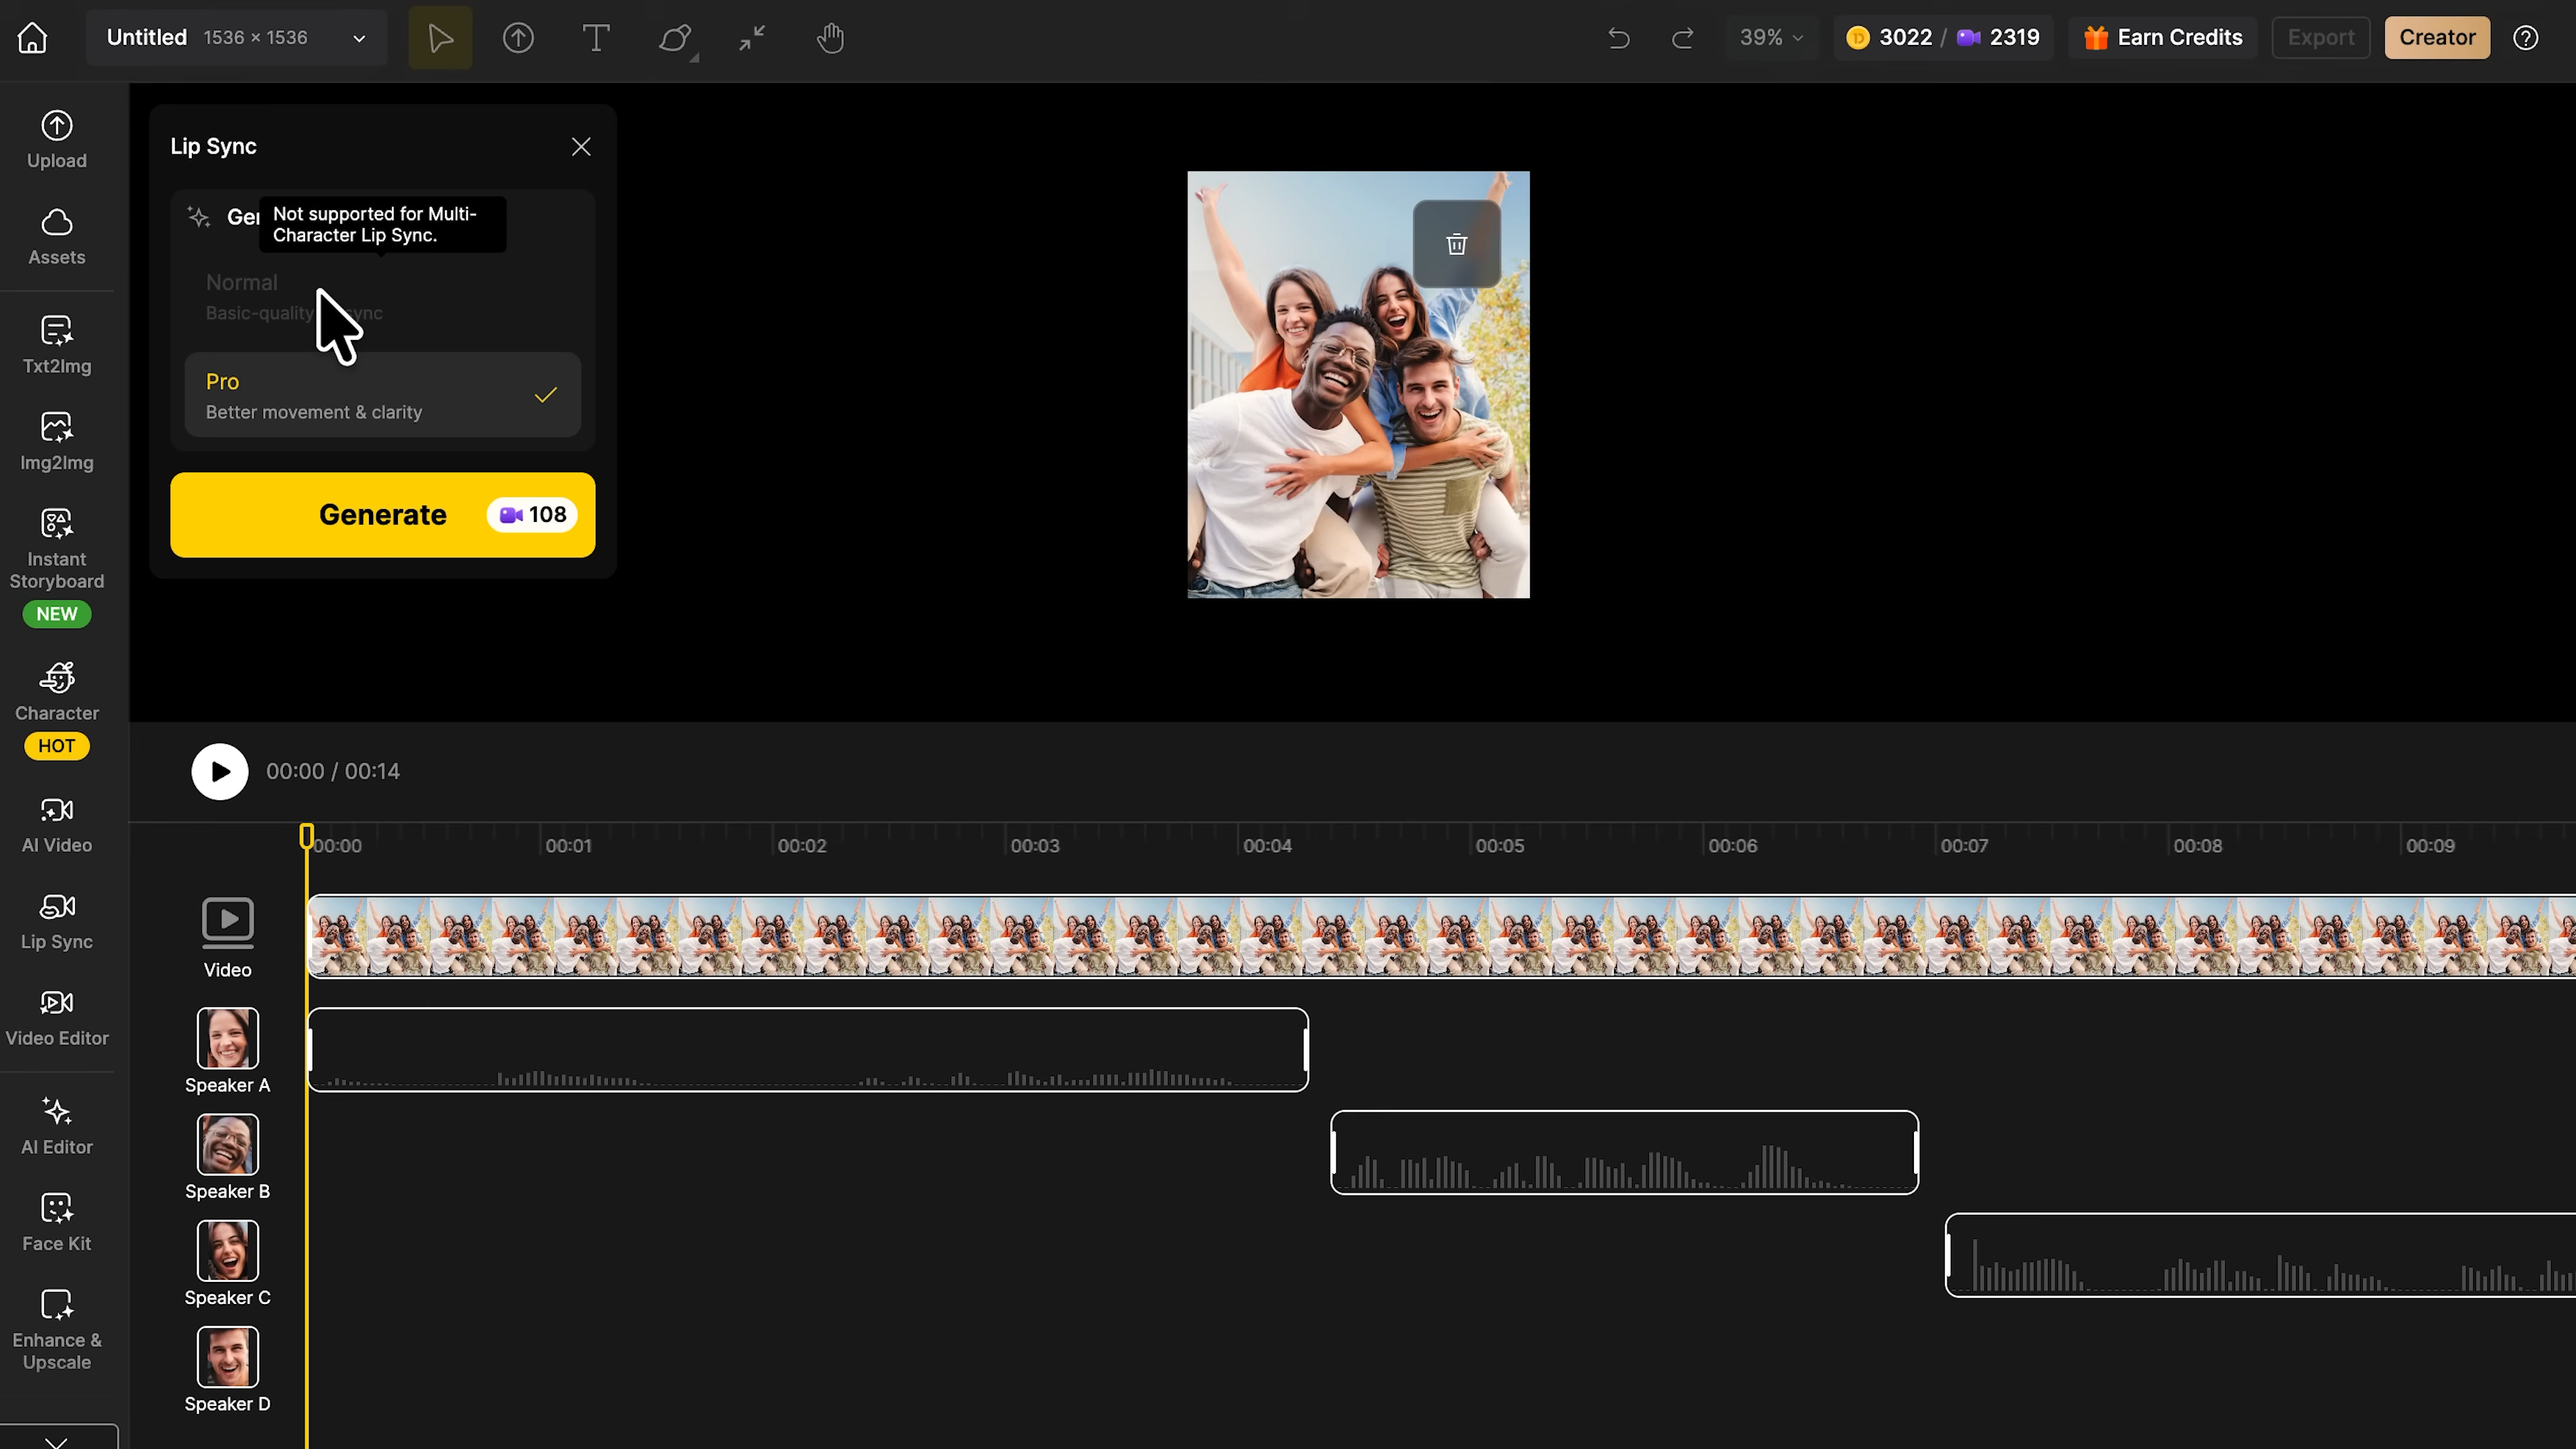 Untitled 1536 × 1536
39%
3022 / 2319
Earn Credits
Export
Creator
Upload
Assets
Txt2Img
Img2Img
Instant
Storyboard
NEW
Character
HOT
AI Video
Lip Sync
Video Editor
AI Editor
Face Kit
Enhance &
Upscale
Lip Sync
Not supported for Multi-
Character Lip Sync.
Normal
Basic-quality
Pro
Better movement & clarity
Generate 108
00:00 / 00:14
00:00 00:01 00:02 00:03 00:04 00:05 00:06 00:07 00:08 00:09
Video
Speaker A
Speaker B
Speaker C
Speaker D